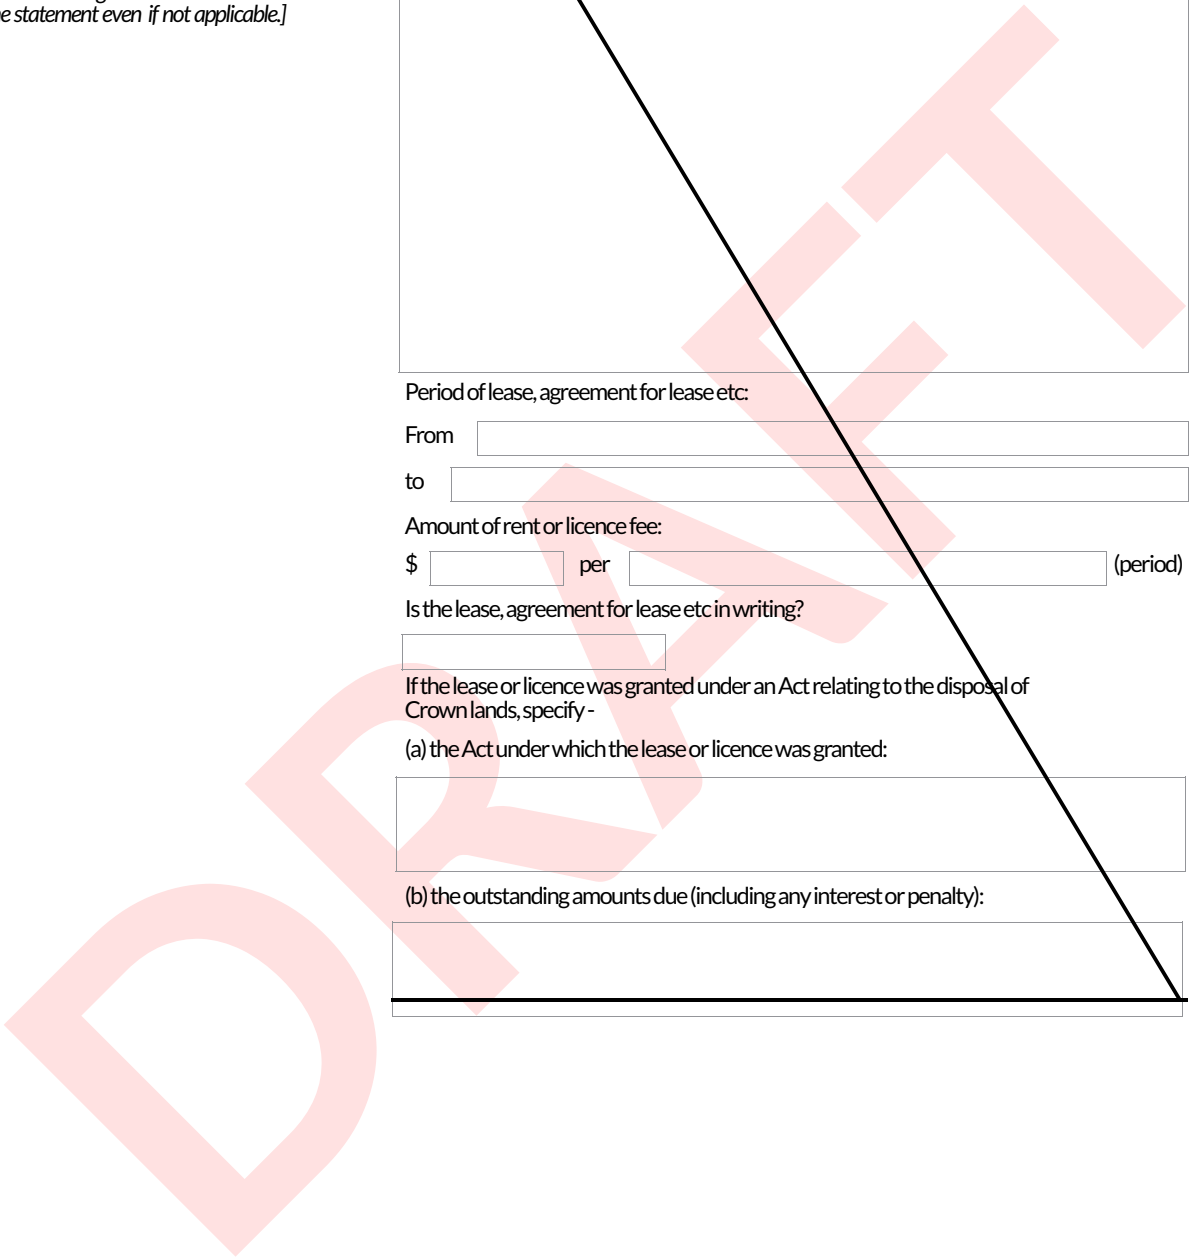 e statement even if not applicable.]
Period of lease, agreement for lease etc:
From
to
Amount of rent or licence fee:
$ per (period)
Is the lease, agreement for lease etc in writing?
If the lease or licence was granted under an Act relating to the disposal of
Crown lands, specify -
(a) the Act under which the lease or licence was granted:
(b) the outstanding amounts due (including any interest or penalty):
DRAFT